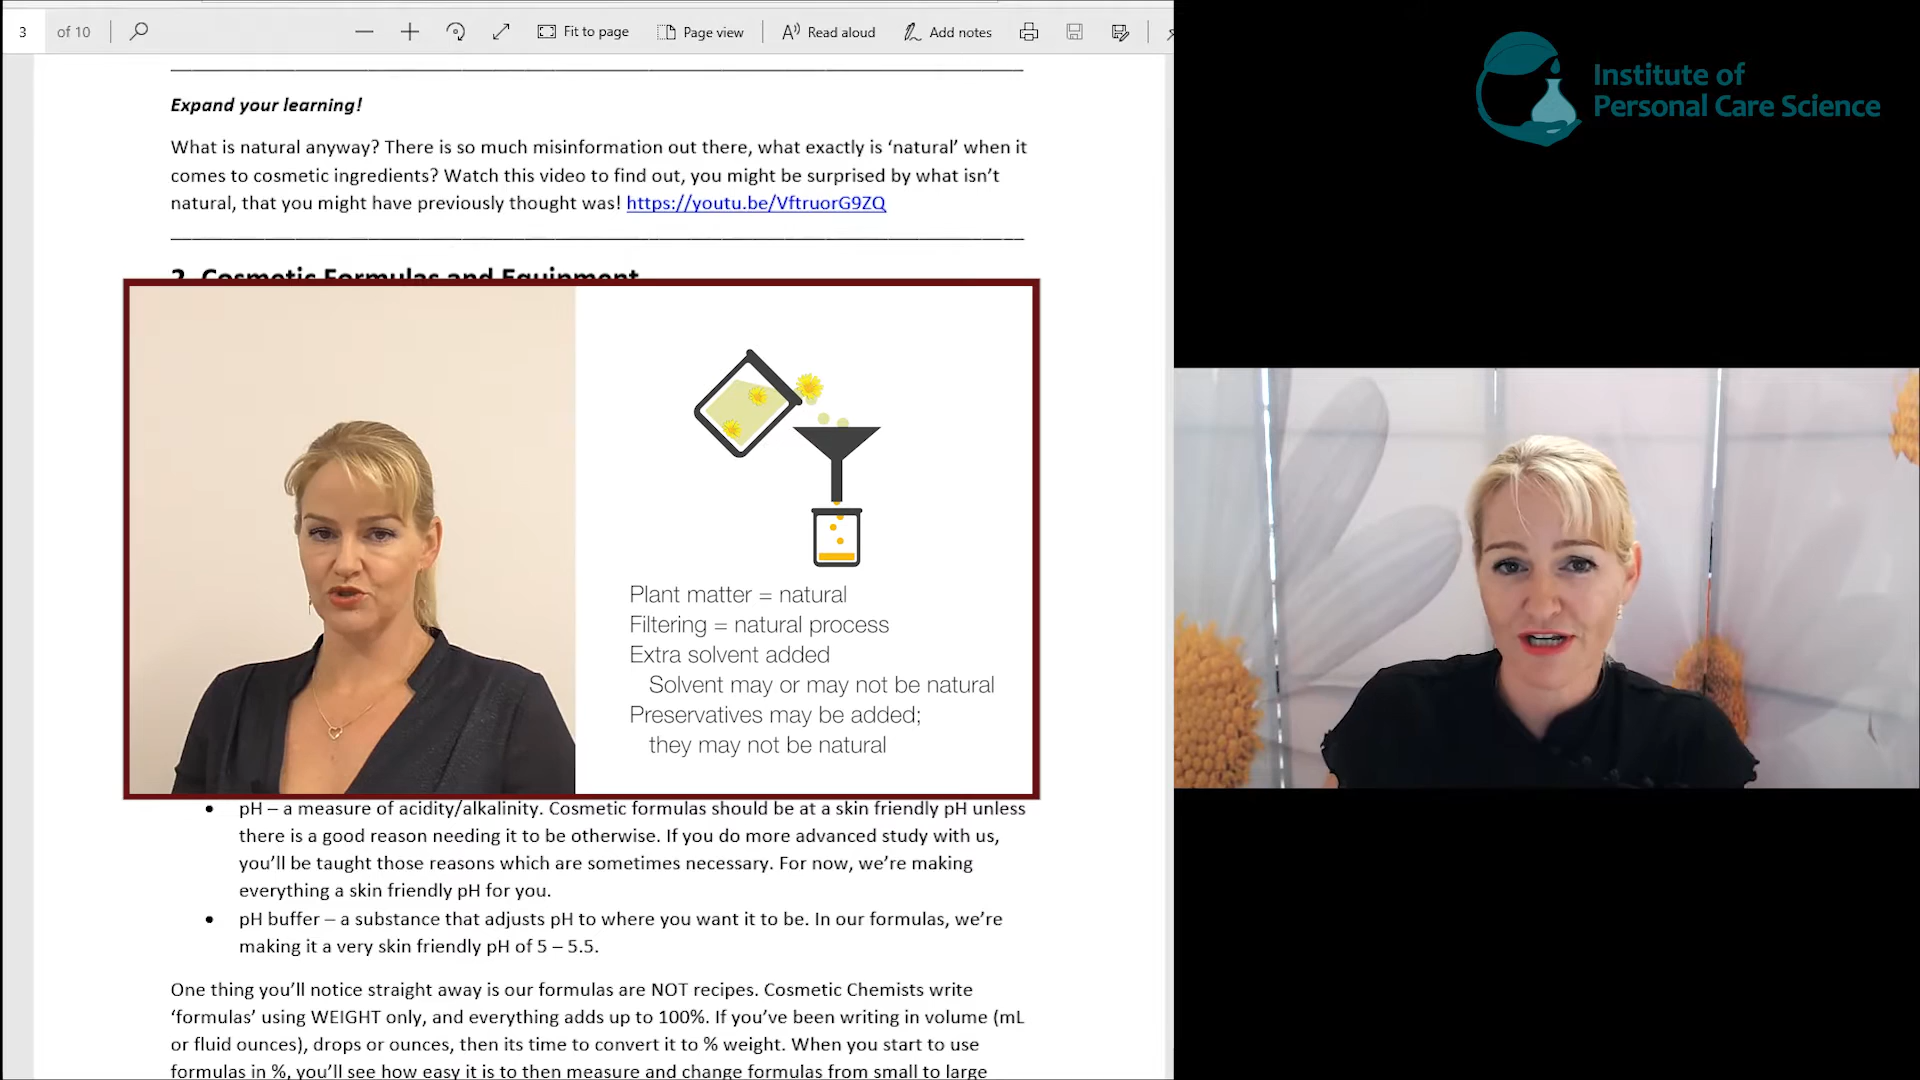 3 of 10 Fit to page Page view Read aloud Add notes
Institute of
Personal Care Science
Expand your learning!
What is natural anyway? There is so much misinformation out there, what exactly is ‘natural’ when it
comes to cosmetic ingredients? Watch this video to find out, you might be surprised by what isn’t
natural, that you might have previously thought was! https://youtu.be/VftruorG9ZQ
2. Cosmetic Formulas and Equipment
Plant matter = natural
Filtering = natural process
Extra solvent added
Solvent may or may not be natural
Preservatives may be added;
they may not be natural
• pH – a measure of acidity/alkalinity. Cosmetic formulas should be at a skin friendly pH unless
there is a good reason needing it to be otherwise. If you do more advanced study with us,
you’ll be taught those reasons which are sometimes necessary. For now, we’re making
everything a skin friendly pH for you.
• pH buffer – a substance that adjusts pH to where you want it to be. In our formulas, we’re
making it a very skin friendly pH of 5 – 5.5.
One thing you’ll notice straight away is our formulas are NOT recipes. Cosmetic Chemists write
‘formulas’ using WEIGHT only, and everything adds up to 100%. If you’ve been writing in volume (mL
or fluid ounces), drops or ounces, then its time to convert it to % weight. When you start to use
formulas in %, you’ll see how easy it is to then measure and change formulas from small to large